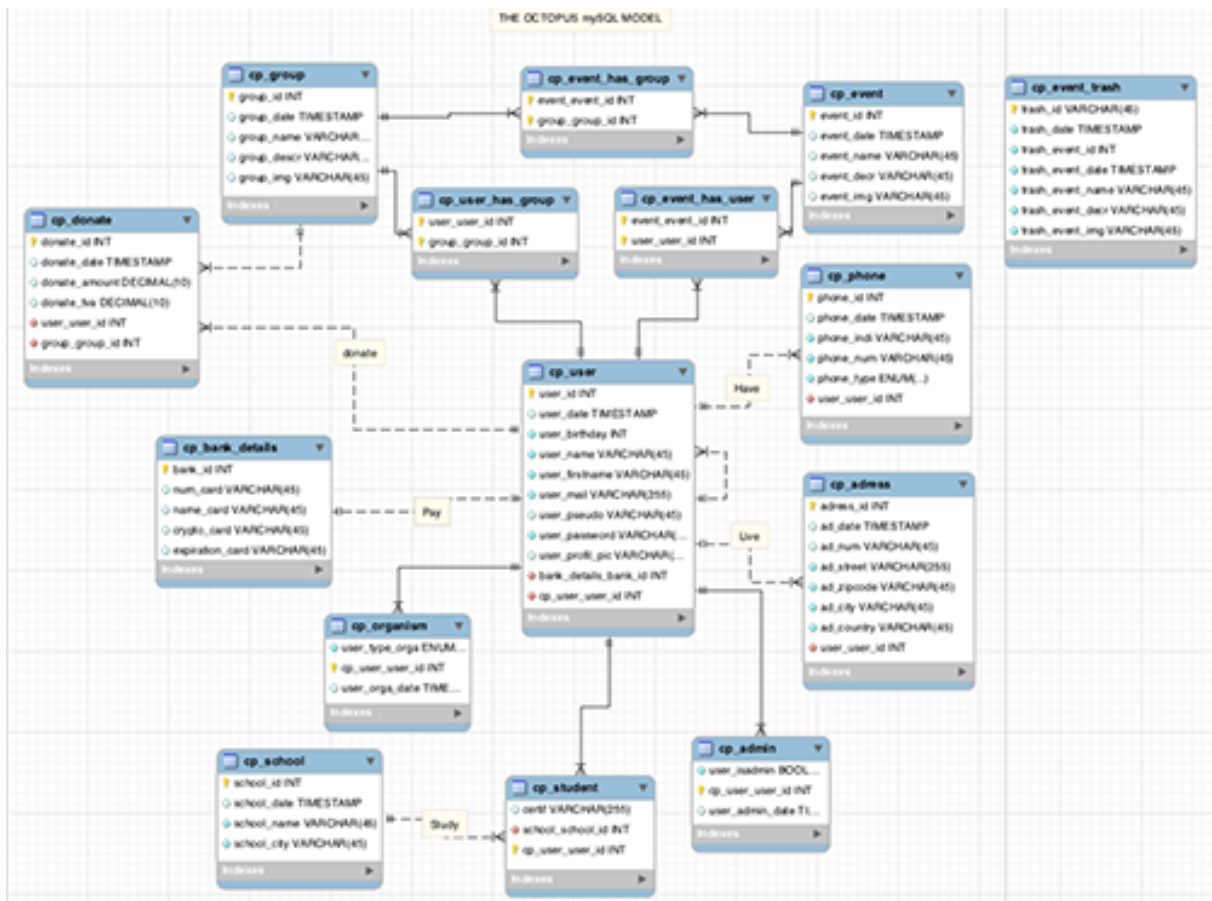 THE OCTOPUS mySQL MODEL
cp_group
group_id INT
group_date TIMESTAMP
group_name VARCHAR...
group_descr VARCHAR...
group_img VARCHAR(45)
Indexes
cp_event_has_group
event_event_id INT
group_group_id INT
Indexes
cp_event
event_id INT
event_date TIMESTAMP
event_name VARCHAR(45)
event_decr VARCHAR(45)
event_img VARCHAR(45)
Indexes
cp_event_trash
trash_id VARCHAR(45)
trash_date TIMESTAMP
trash_event_id INT
trash_event_date TIMESTAMP
trash_event_name VARCHAR(45)
trash_event_decr VARCHAR(45)
trash_event_img VARCHAR(45)
Indexes
cp_user_has_group
user_user_id INT
group_group_id INT
Indexes
cp_event_has_user
event_event_id INT
user_user_id INT
Indexes
cp_donate
donate_id INT
donate_date TIMESTAMP
donate_amount DECIMAL(10)
donate_tva DECIMAL(10)
user_user_id INT
group_group_id INT
Indexes
donate
cp_phone
phone_id INT
phone_date TIMESTAMP
phone_indi VARCHAR(45)
phone_num VARCHAR(45)
phone_type ENUM(...)
user_user_id INT
Indexes
Have
cp_user
user_id INT
user_date TIMESTAMP
user_birthday INT
user_name VARCHAR(45)
user_firstname VARCHAR(45)
user_mail VARCHAR(255)
user_pseudo VARCHAR(45)
user_password VARCHAR(...
user_profil_pic VARCHAR(...
bank_details_bank_id INT
cp_user_user_id INT
Indexes
cp_bank_details
bank_id INT
num_card VARCHAR(45)
name_card VARCHAR(45)
crypto_card VARCHAR(45)
expiration_card VARCHAR(45)
Indexes
Pay
Live
cp_adress
adress_id INT
ad_date TIMESTAMP
ad_num VARCHAR(45)
ad_street VARCHAR(255)
ad_zipcode VARCHAR(45)
ad_city VARCHAR(45)
ad_country VARCHAR(45)
user_user_id INT
Indexes
cp_organism
user_type_orga ENUM...
cp_user_user_id INT
user_orga_date TIME...
Indexes
cp_school
school_id INT
school_date TIMESTAMP
school_name VARCHAR(45)
school_city VARCHAR(45)
Indexes
Study
cp_student
certif VARCHAR(255)
school_school_id INT
cp_user_user_id INT
Indexes
cp_admin
user_isadmin BOOL...
cp_user_user_id INT
user_admin_date TI...
Indexes